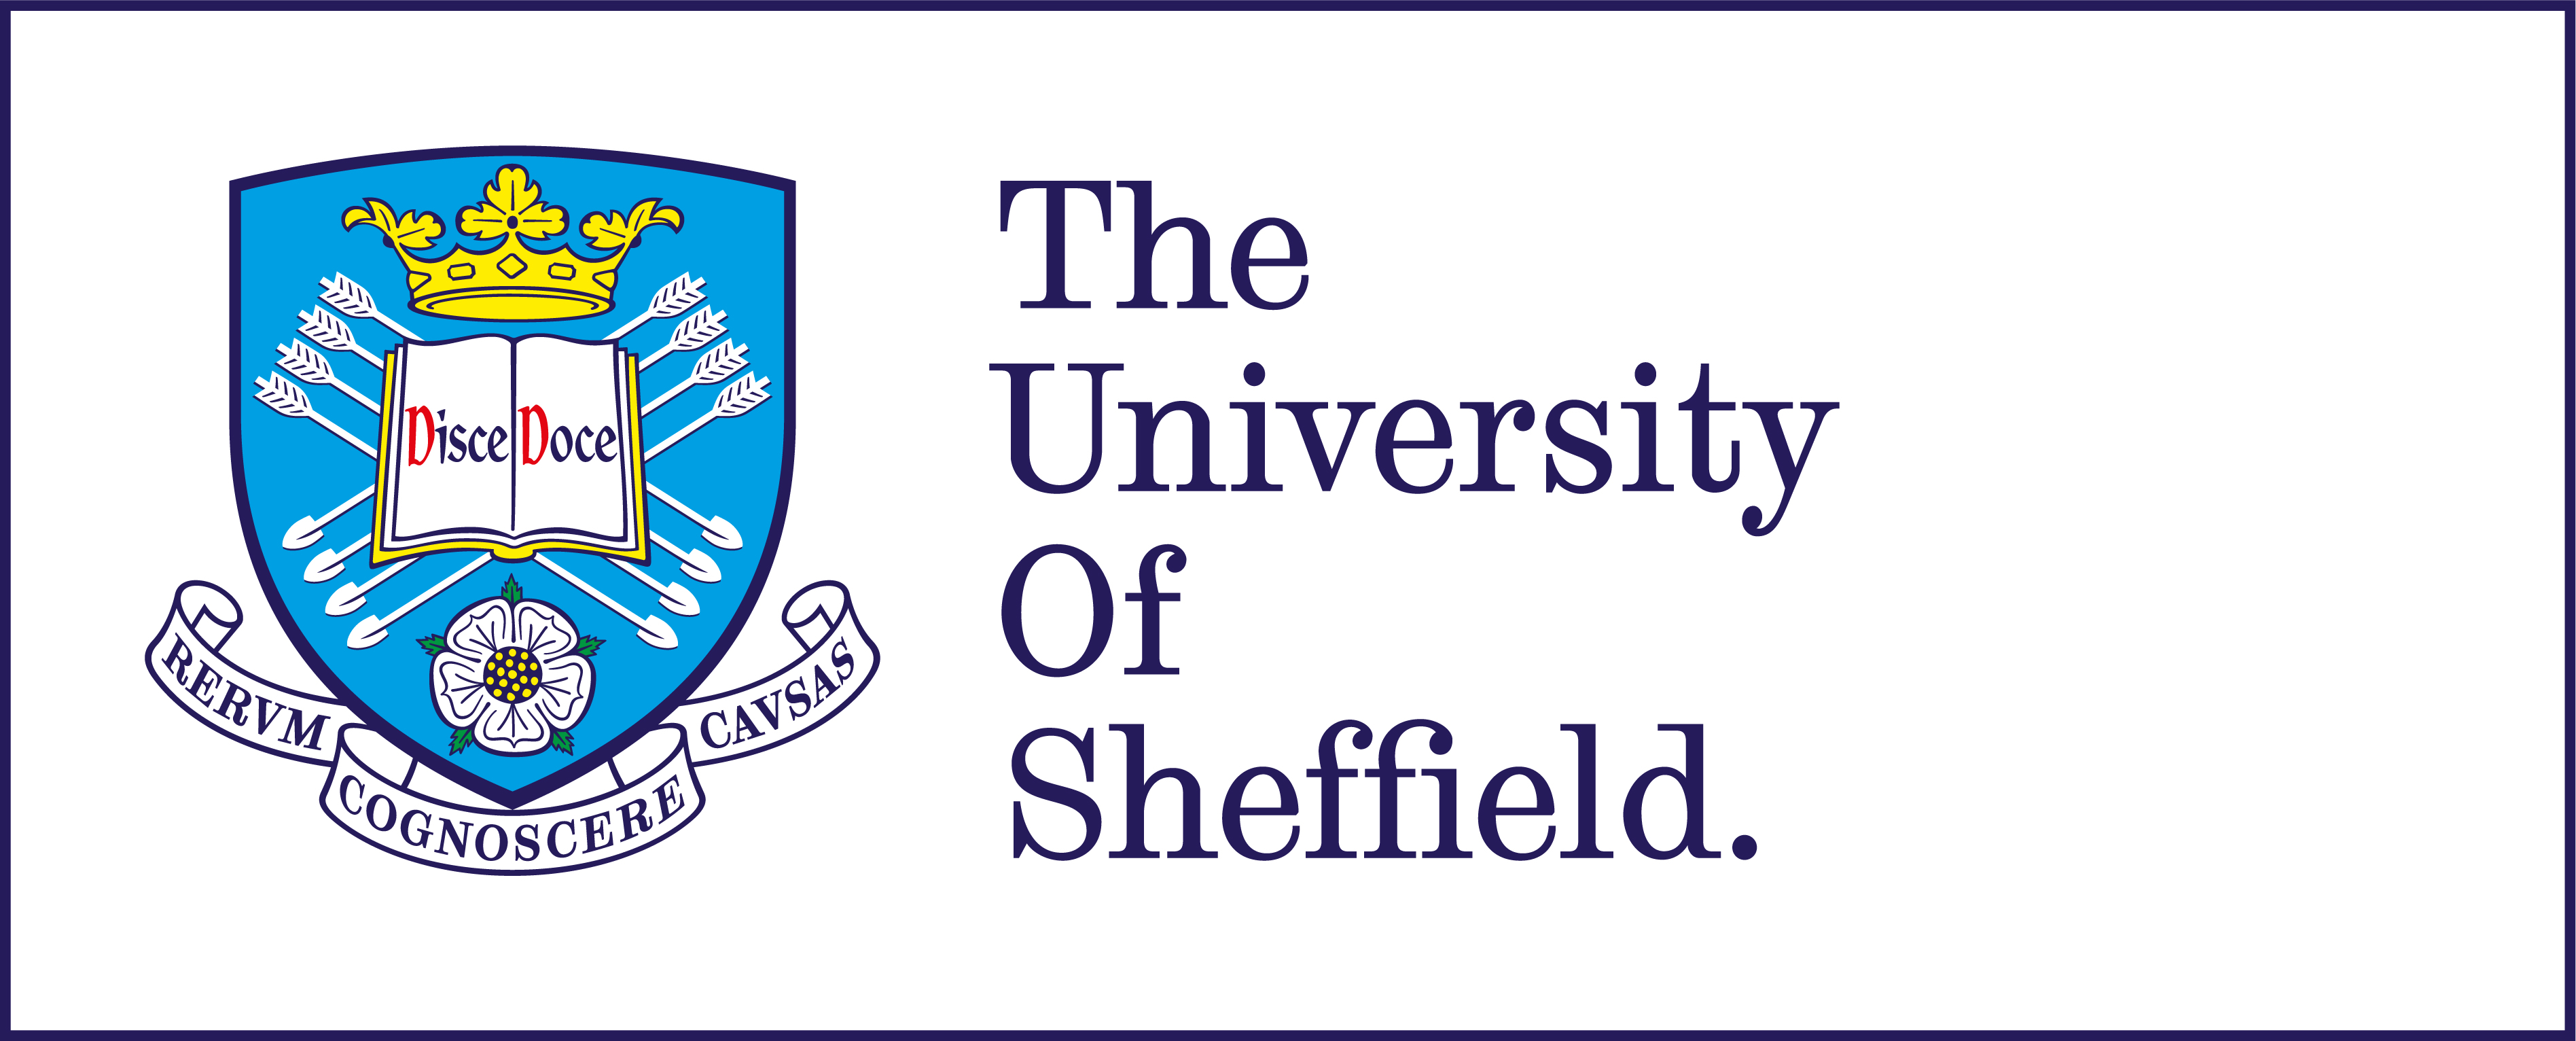 Disce Doce
RERVM COGNOSCERE CAVSAS
The
University
Of
Sheffield.